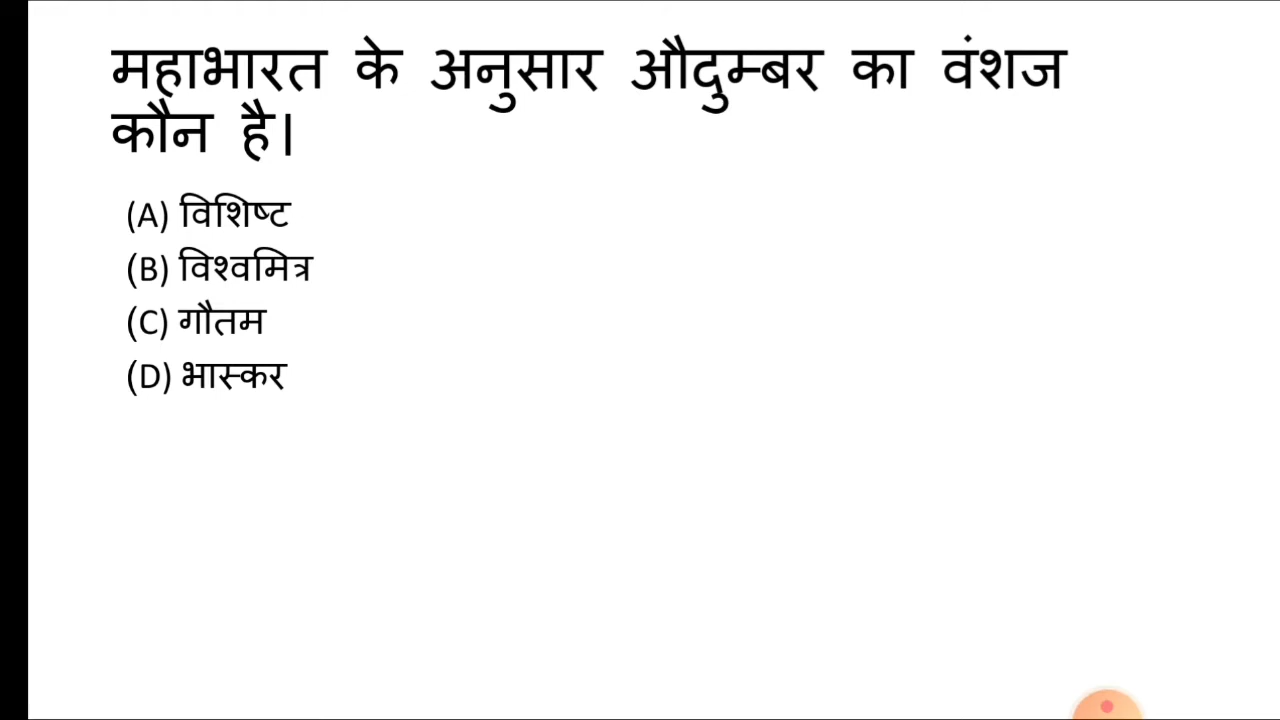 महाभारत के अनुसार औदुम्बर का वंशज
कौन है।
(A) विशिष्ट
(B) विश्वमित्र
(C) गौतम
(D) भास्कर